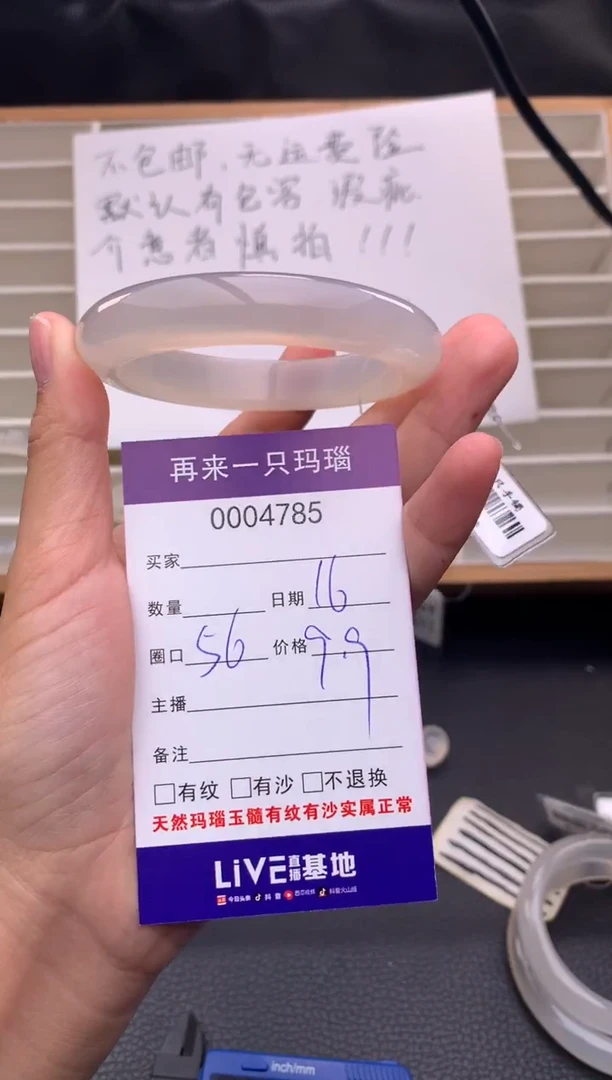 不包邮，无运费险
默认有包浆 瑕疵
介意者 慎拍！！！
再来一只玛瑙
0004785
买家
数量 日期 16
圈口 56 价格 9.9
主播
备注
□有纹 □有沙 □不退换
天然玛瑙玉髓有纹有沙实属正常
LiVE直播基地
今日头条 抖音 西瓜视频 抖音火山版
inch/mm